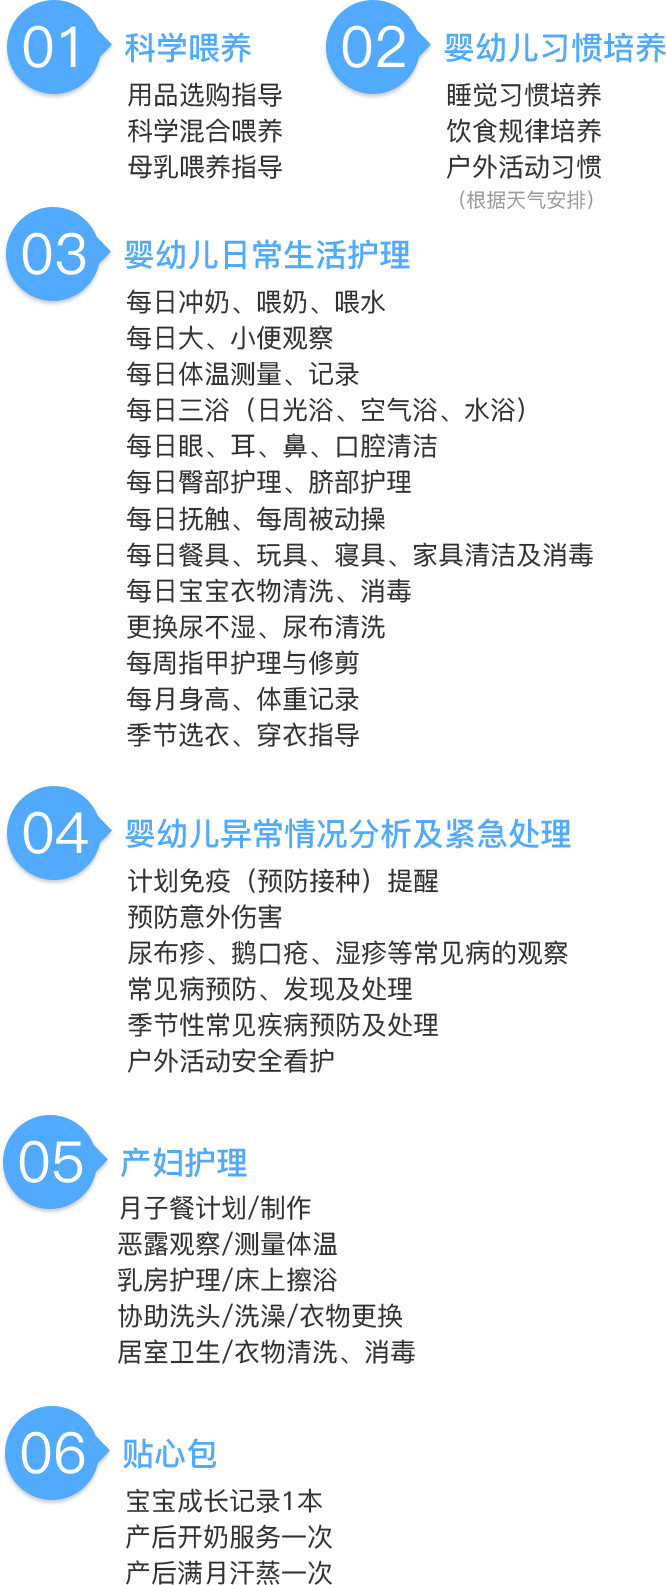 01 科学喂养
用品选购指导
科学混合喂养
母乳喂养指导
02 婴幼儿习惯培养
睡觉习惯培养
饮食规律培养
户外活动习惯
（根据天气安排）
03 婴幼儿日常生活护理
每日冲奶、喂奶、喂水
每日大、小便观察
每日体温测量、记录
每日三浴（日光浴、空气浴、水浴）
每日眼、耳、鼻、口腔清洁
每日臀部护理、脐部护理
每日抚触、每周被动操
每日餐具、玩具、寝具、家具清洁及消毒
每日宝宝衣物清洗、消毒
更换尿不湿、尿布清洗
每周指甲护理与修剪
每月身高、体重记录
季节选衣、穿衣指导
04 婴幼儿异常情况分析及紧急处理
计划免疫（预防接种）提醒
预防意外伤害
尿布疹、鹅口疮、湿疹等常见病的观察
常见病预防、发现及处理
季节性常见疾病预防及处理
户外活动安全看护
05 产妇护理
月子餐计划/制作
恶露观察/测量体温
乳房护理/床上擦浴
协助洗头/洗澡/衣物更换
居室卫生/衣物清洗、消毒
06 贴心包
宝宝成长记录1本
产后开奶服务一次
产后满月汗蒸一次